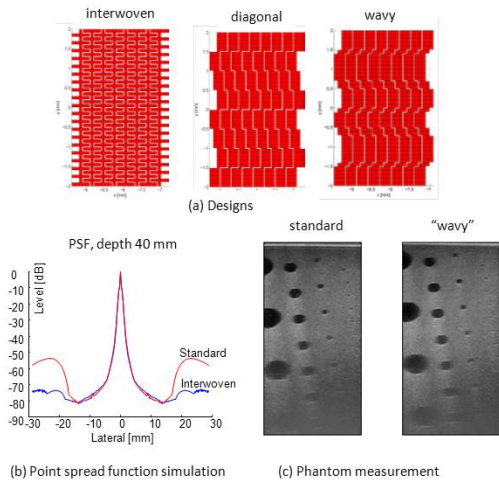 interwoven diagonal wavy
(a) Designs
PSF, depth 40 mm
0
-10
-20
-30
-40
-50
-60
-70
-80
-90
Level [dB]
Standard
Interwoven
-30 -20 -10 0 10 20 30
Lateral [mm]
(b) Point spread function simulation
standard "wavy"
(c) Phantom measurement